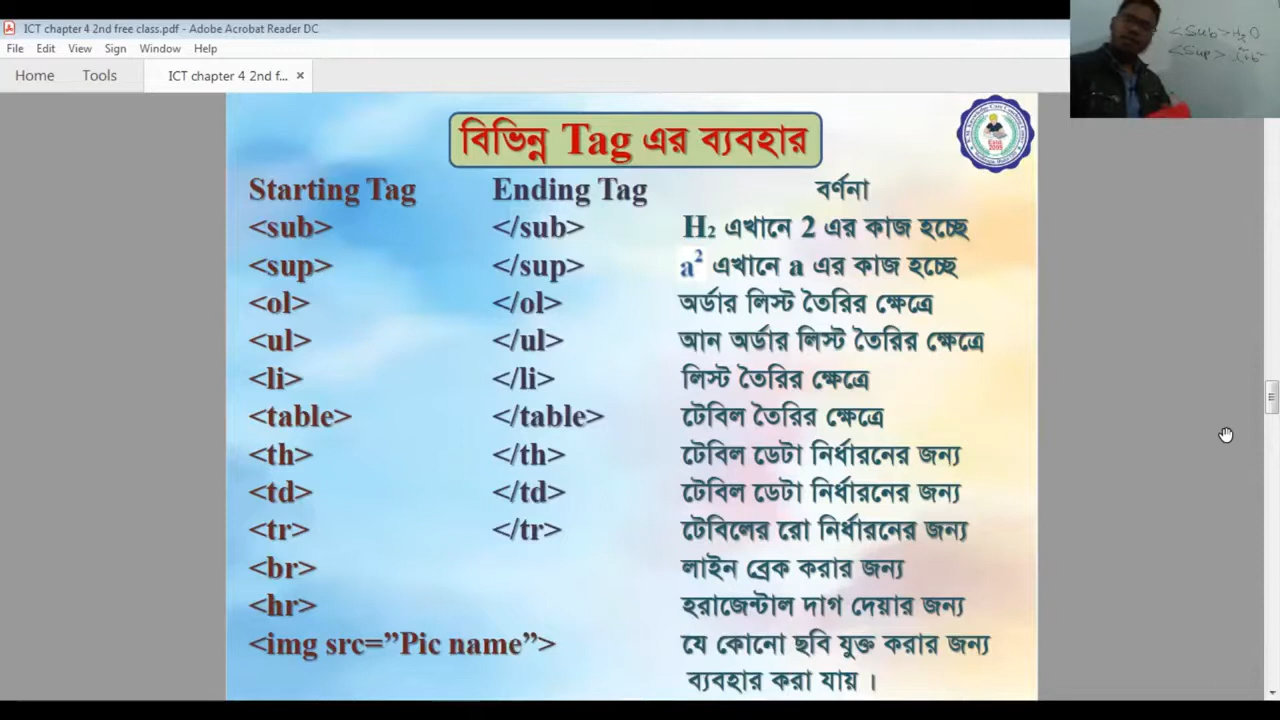 ICT chapter 4 2nd free class.pdf - Adobe Acrobat Reader DC
File Edit View Sign Window Help
Home Tools ICT chapter 4 2nd f... ×
<Sub> H₂O
<Sup>
বিভিন্ন Tag এর ব্যবহার
Starting Tag Ending Tag বর্ণনা
<sub> </sub> H₂ এখানে 2 এর কাজ হচ্ছে
<sup> </sup> a² এখানে a এর কাজ হচ্ছে
<ol> </ol> অর্ডার লিস্ট তৈরির ক্ষেত্রে
<ul> </ul> আন অর্ডার লিস্ট তৈরির ক্ষেত্রে
<li> </li> লিস্ট তৈরির ক্ষেত্রে
<table> </table> টেবিল তৈরির ক্ষেত্রে
<th> </th> টেবিল ডেটা নির্ধারনের জন্য
<td> </td> টেবিল ডেটা নির্ধারনের জন্য
<tr> </tr> টেবিলের রো নির্ধারনের জন্য
<br> লাইন ব্রেক করার জন্য
<hr> হরাজেন্টাল দাগ দেয়ার জন্য
<img src=”Pic name”> যে কোনো ছবি যুক্ত করার জন্য
ব্যবহার করা যায় ।